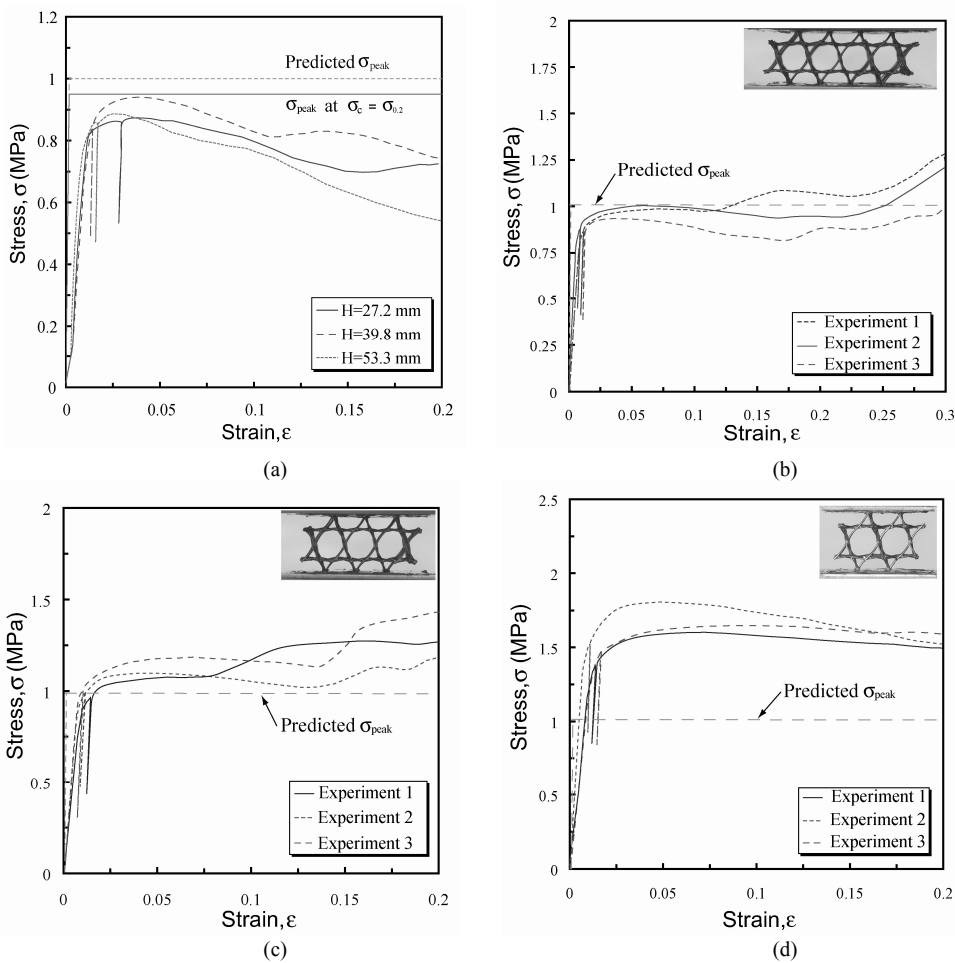 1.2
1
0.8
0.6
0.4
0.2
0
Stress, σ (MPa)
Predicted σpeak
σpeak at σc = σ0.2
H=27.2 mm
H=39.8 mm
H=53.3 mm
0 0.05 0.1 0.15 0.2
Strain, ε
(a)
2
1.75
1.5
1.25
1
0.75
0.5
0.25
0
Stress, σ (MPa)
Predicted σpeak
Experiment 1
Experiment 2
Experiment 3
0 0.05 0.1 0.15 0.2 0.25 0.3
Strain, ε
(b)
2
1.5
1
0.5
0
Stress, σ (MPa)
Predicted σpeak
Experiment 1
Experiment 2
Experiment 3
0 0.05 0.1 0.15 0.2
Strain, ε
(c)
2.5
2
1.5
1
0.5
0
Stress, σ (MPa)
Predicted σpeak
Experiment 1
Experiment 2
Experiment 3
0 0.05 0.1 0.15 0.2
Strain, ε
(d)